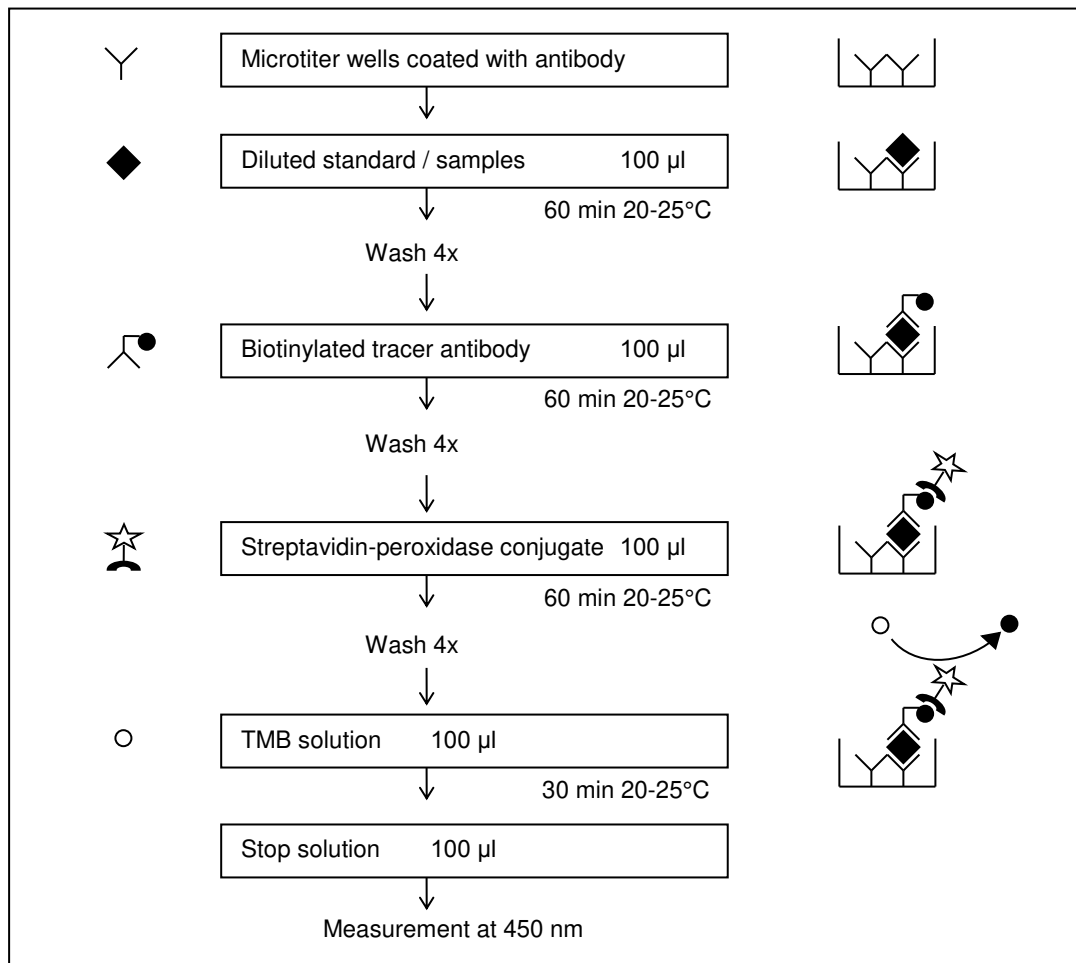 Microtiter wells coated with antibody
Diluted standard / samples 100 µl
60 min 20-25°C
Wash 4x
Biotinylated tracer antibody 100 µl
60 min 20-25°C
Wash 4x
Streptavidin-peroxidase conjugate 100 µl
60 min 20-25°C
Wash 4x
TMB solution 100 µl
30 min 20-25°C
Stop solution 100 µl
Measurement at 450 nm